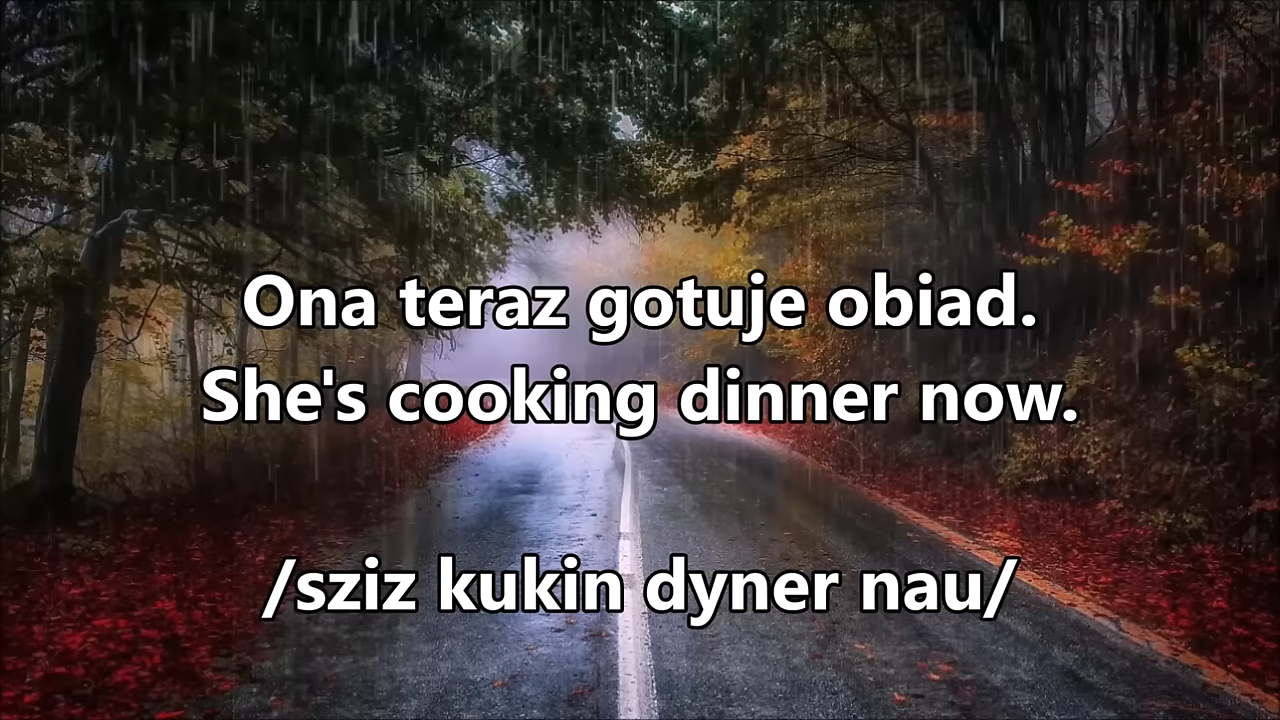 Ona teraz gotuje obiad.
She's cooking dinner now.
/sziz kukin dyner nau/